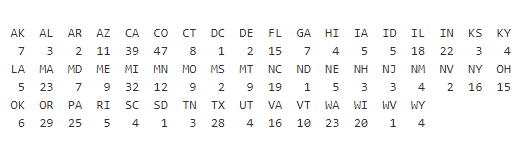 AK AL AR AZ CA CO CT DC DE FL GA HI IA ID IL IN KS KY
7 3 2 11 39 47 8 1 2 15 7 4 5 5 18 22 3 4
LA MA MD ME MI MN MO MS MT NC ND NE NH NJ NM NV NY OH
5 23 7 9 32 12 9 2 9 19 1 5 3 3 4 2 16 15
OK OR PA RI SC SD TN TX UT VA VT WA WI WV WY
6 29 25 5 4 1 3 28 4 16 10 23 20 1 4